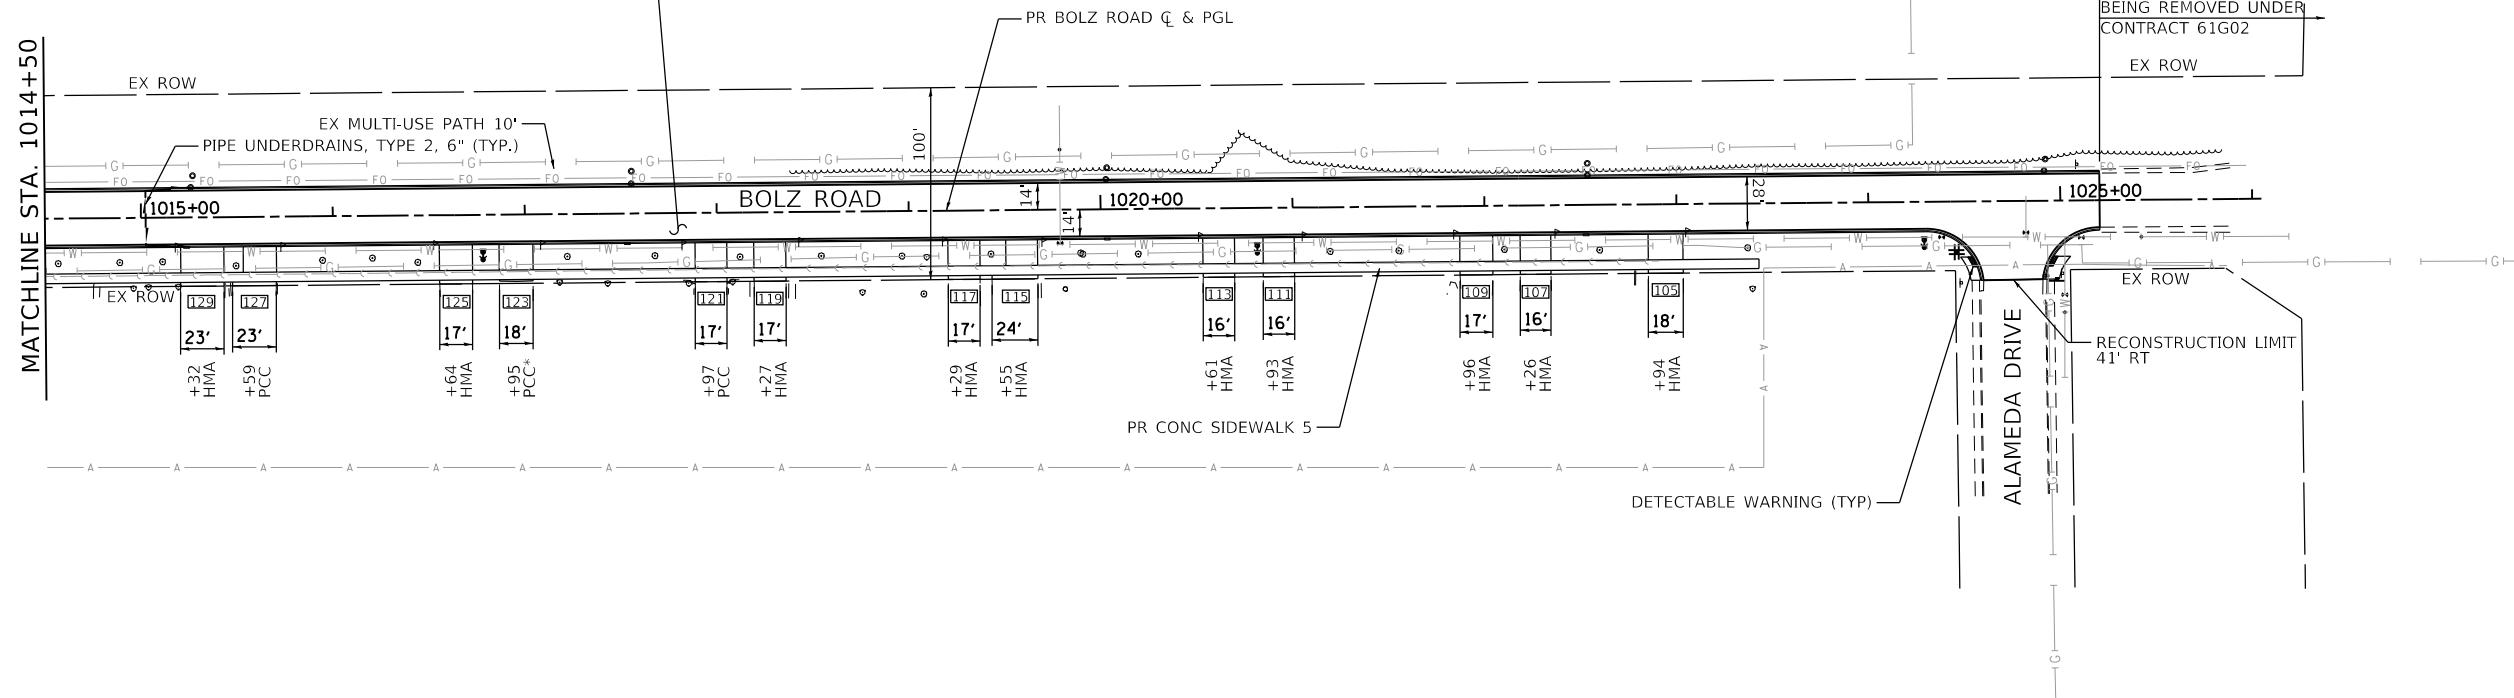 BEING REMOVED UNDER
CONTRACT 61G02
PR BOLZ ROAD ℄ & PGL
MATCHLINE STA. 1014+50
EX ROW
EX ROW
EX MULTI-USE PATH 10'
PIPE UNDERDRAINS, TYPE 2, 6" (TYP.)
100'
BOLZ ROAD
1015+00
1020+00
1025+00
14'
14'
28'
EX ROW
EX ROW
129
127
125
123
121
119
117
115
113
111
109
107
105
23'
23'
17'
18'
17'
17'
17'
24'
16'
16'
17'
16'
18'
+32
HMA
+59
PCC
+64
HMA
+95
PCC*
+97
PCC
+27
HMA
+29
HMA
+55
HMA
+61
HMA
+93
HMA
+96
HMA
+26
HMA
+94
HMA
RECONSTRUCTION LIMIT
41' RT
PR CONC SIDEWALK 5
DETECTABLE WARNING (TYP)
ALAMEDA DRIVE